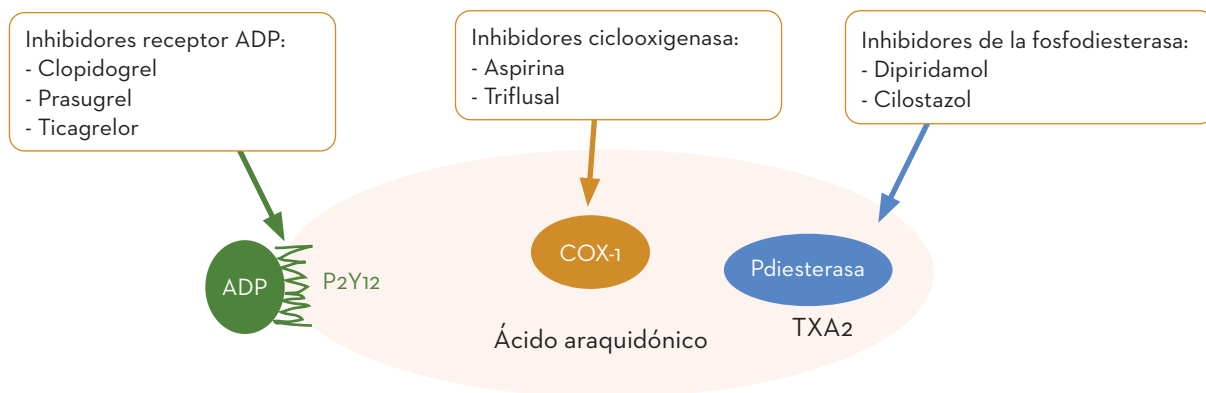 Inhibidores receptor ADP:
- Clopidogrel
- Prasugrel
- Ticagrelor
Inhibidores ciclooxigenasa:
- Aspirina
- Triflusal
Inhibidores de la fosfodiesterasa:
- Dipiridamol
- Cilostazol
ADP
P2Y12
COX-1
Pdiesterasa
TXA2
Ácido araquidónico